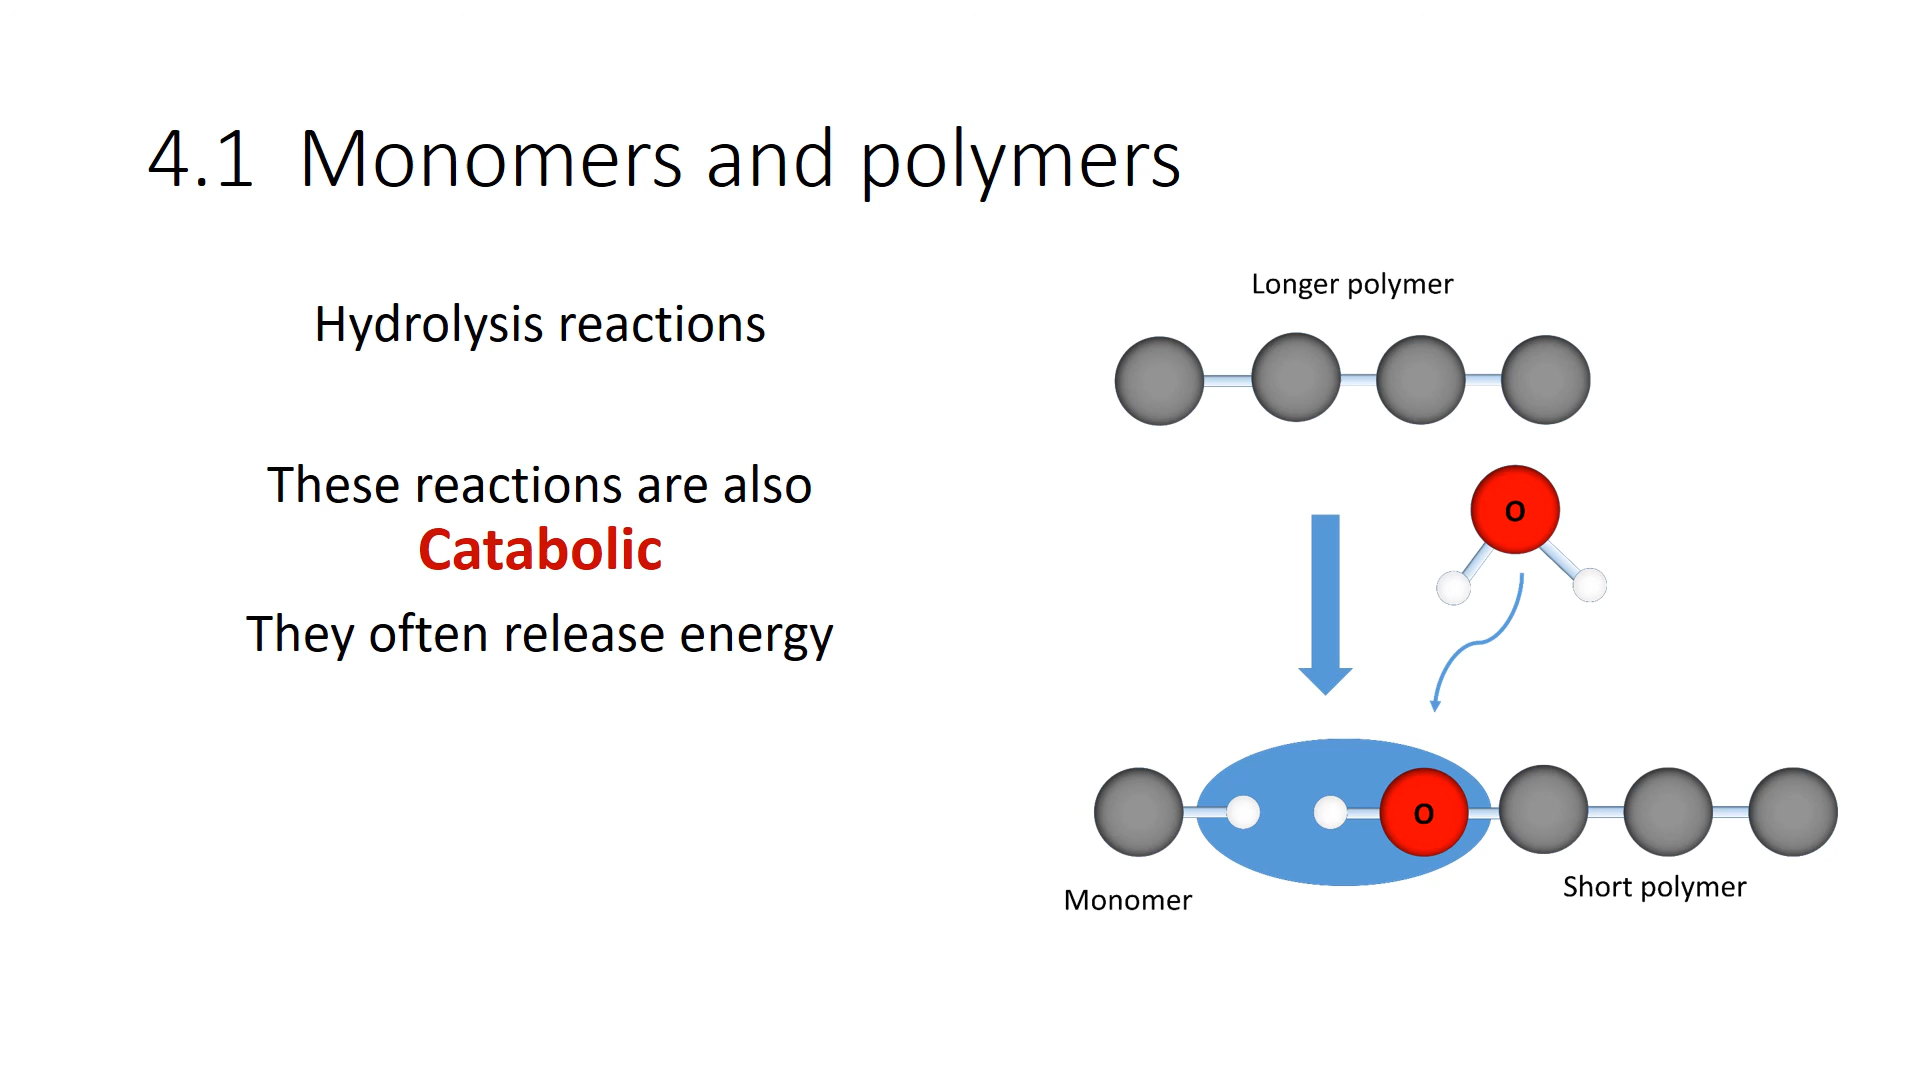 4.1 Monomers and polymers
Hydrolysis reactions
These reactions are also
Catabolic
They often release energy
Longer polymer
O
O
Monomer
Short polymer